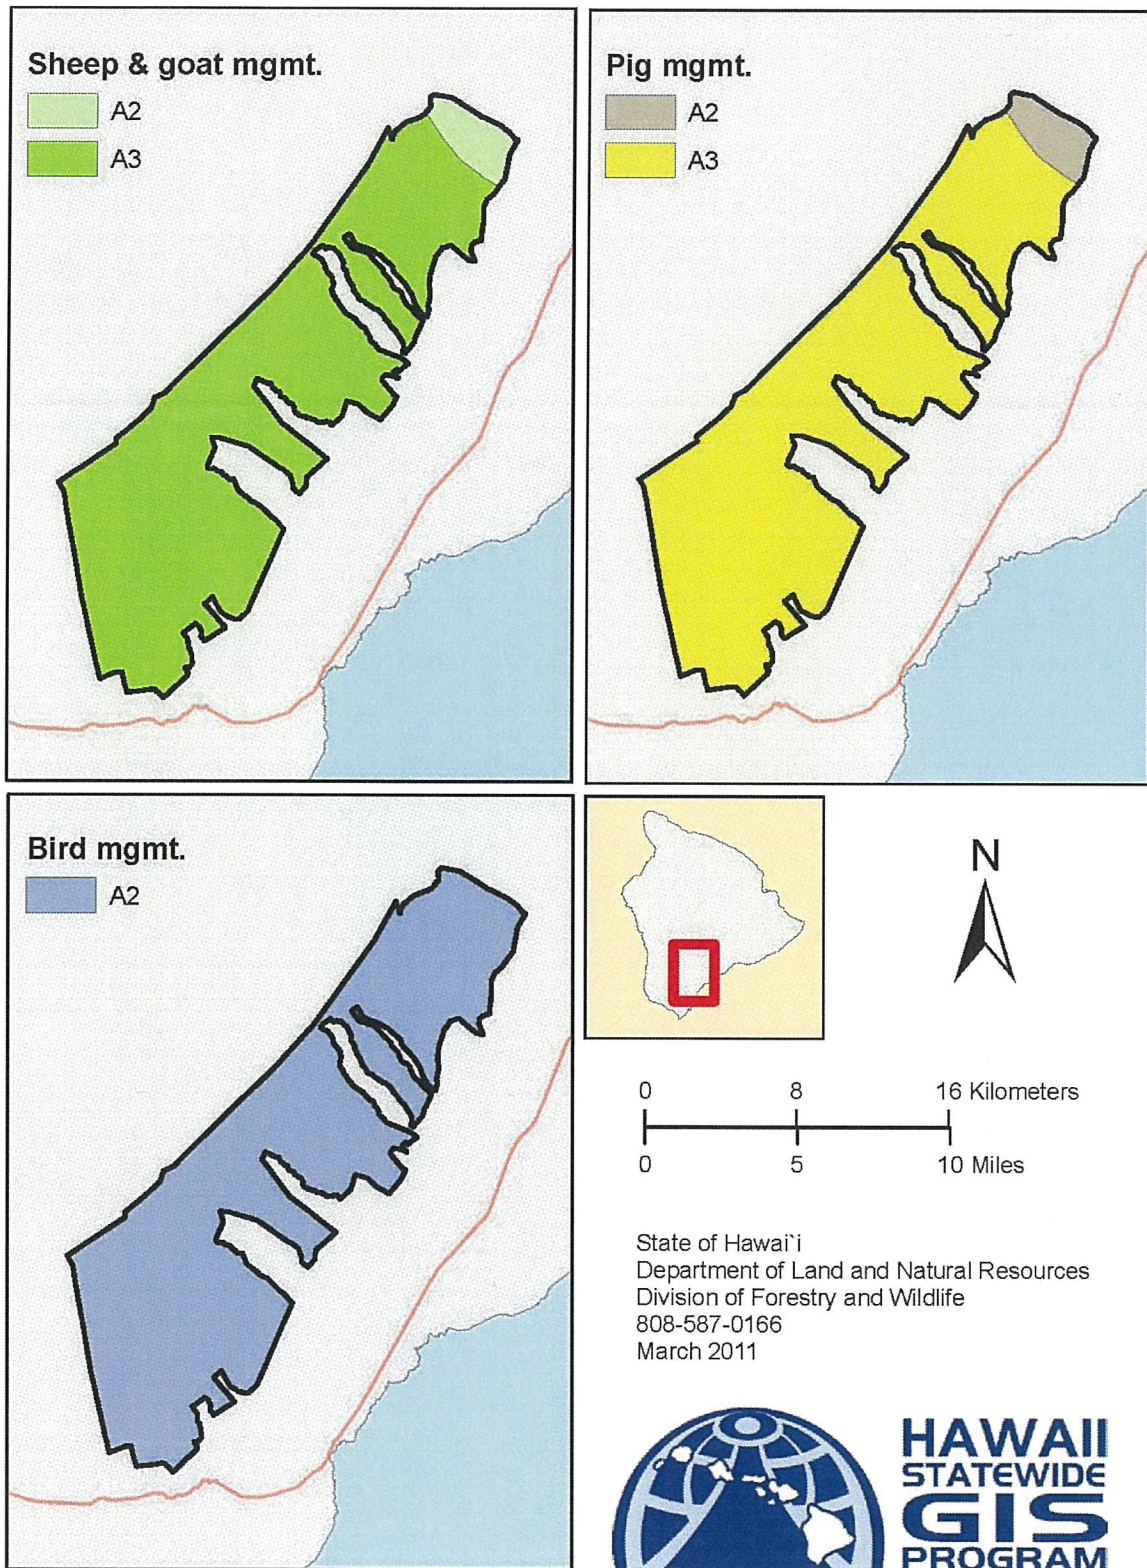 Sheep & goat mgmt.
A2
A3
Pig mgmt.
A2
A3
Bird mgmt.
A2
N
0 8 16 Kilometers
0 5 10 Miles
State of Hawai`i
Department of Land and Natural Resources
Division of Forestry and Wildlife
808-587-0166
March 2011
HAWAII
STATEWIDE
GIS
PROGRAM